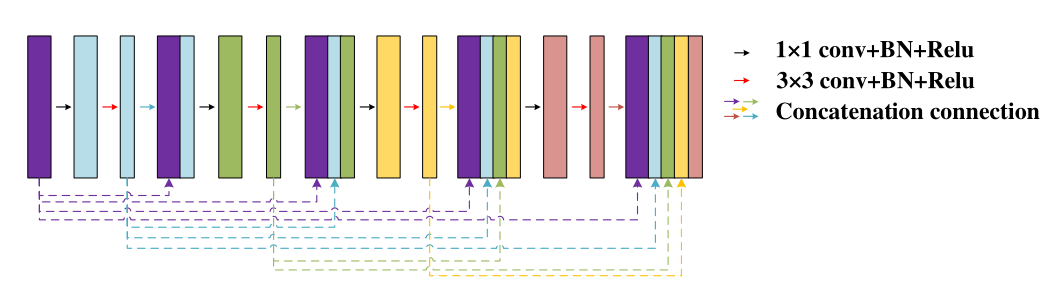 1×1 conv+BN+Relu
3×3 conv+BN+Relu
Concatenation connection